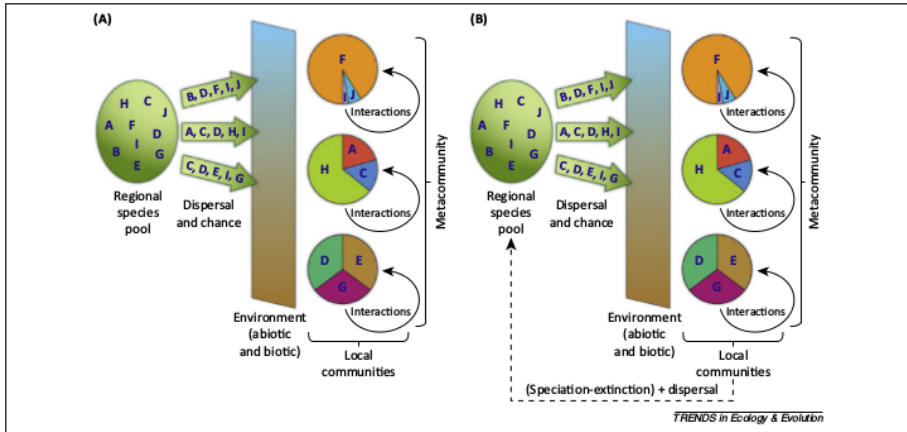 (A)
H
C
J
A
F
D
I
B
G
E
Regional
species
pool
B, D, F, I, J
A, C, D, H, I
C, D, E, I, G
Dispersal
and chance
Environment
(abiotic
and biotic)
F
I
J
Interactions
A
H
C
Interactions
D
E
G
Interactions
Local
communities
Metacommunity
(B)
H
C
J
A
F
D
I
B
G
E
Regional
species
pool
B, D, F, I, J
A, C, D, H, I
C, D, E, I, G
Dispersal
and chance
Environment
(abiotic
and biotic)
F
I
J
Interactions
A
H
C
Interactions
D
E
G
Interactions
Local
communities
Metacommunity
(Speciation-extinction) + dispersal
TRENDS in Ecology & Evolution